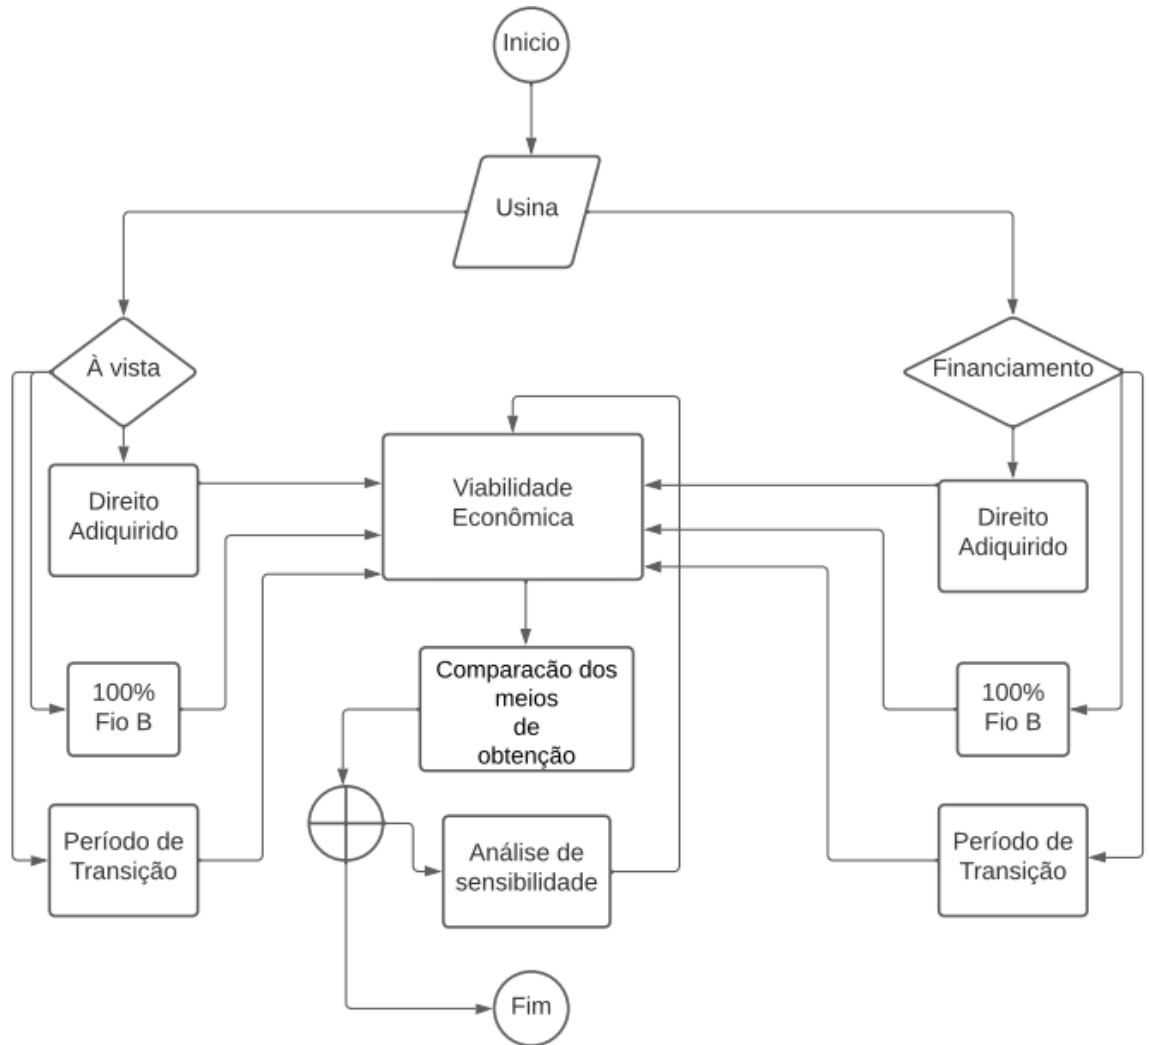 Inicio
Usina
À vista
Financiamento
Direito
Adiquirido
Viabilidade
Econômica
Direito
Adiquirido
100%
Fio B
Comparacão dos
meios
de
obtenção
100%
Fio B
Período de
Transição
Análise de
sensibilidade
Período de
Transição
Fim